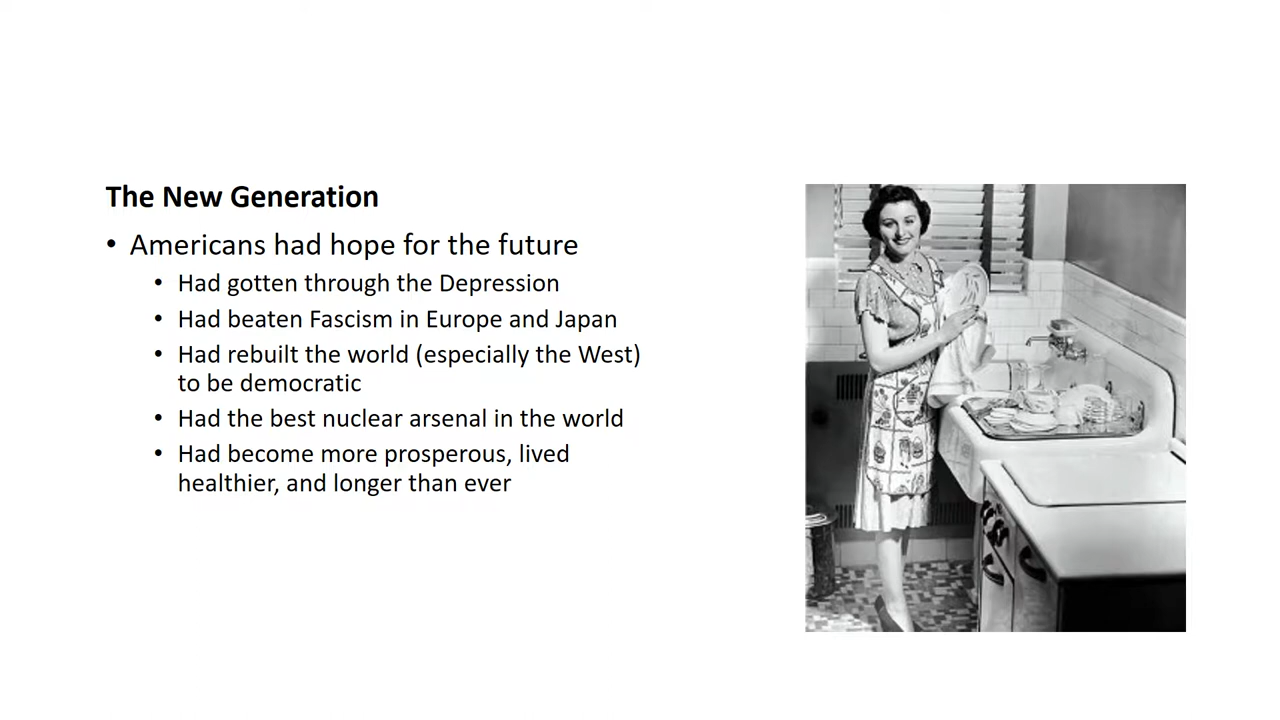 The New Generation
• Americans had hope for the future
• Had gotten through the Depression
• Had beaten Fascism in Europe and Japan
• Had rebuilt the world (especially the West)
to be democratic
• Had the best nuclear arsenal in the world
• Had become more prosperous, lived
healthier, and longer than ever